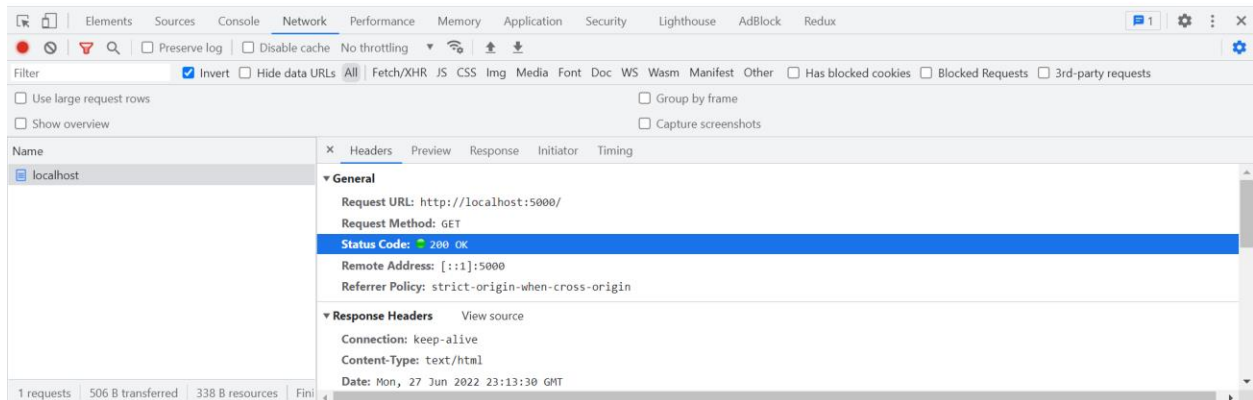 Elements Sources Console Network Performance Memory Application Security Lighthouse AdBlock Redux 1
Preserve log Disable cache No throttling
Filter Invert Hide data URLs All Fetch/XHR JS CSS Img Media Font Doc WS Wasm Manifest Other Has blocked cookies Blocked Requests 3rd-party requests
Use large request rows Group by frame
Show overview Capture screenshots
Name × Headers Preview Response Initiator Timing
localhost
General
Request URL: http://localhost:5000/
Request Method: GET
Status Code: 200 OK
Remote Address: [::1]:5000
Referrer Policy: strict-origin-when-cross-origin
Response Headers View source
Connection: keep-alive
Content-Type: text/html
Date: Mon, 27 Jun 2022 23:13:30 GMT
1 requests 506 B transferred 338 B resources Fini